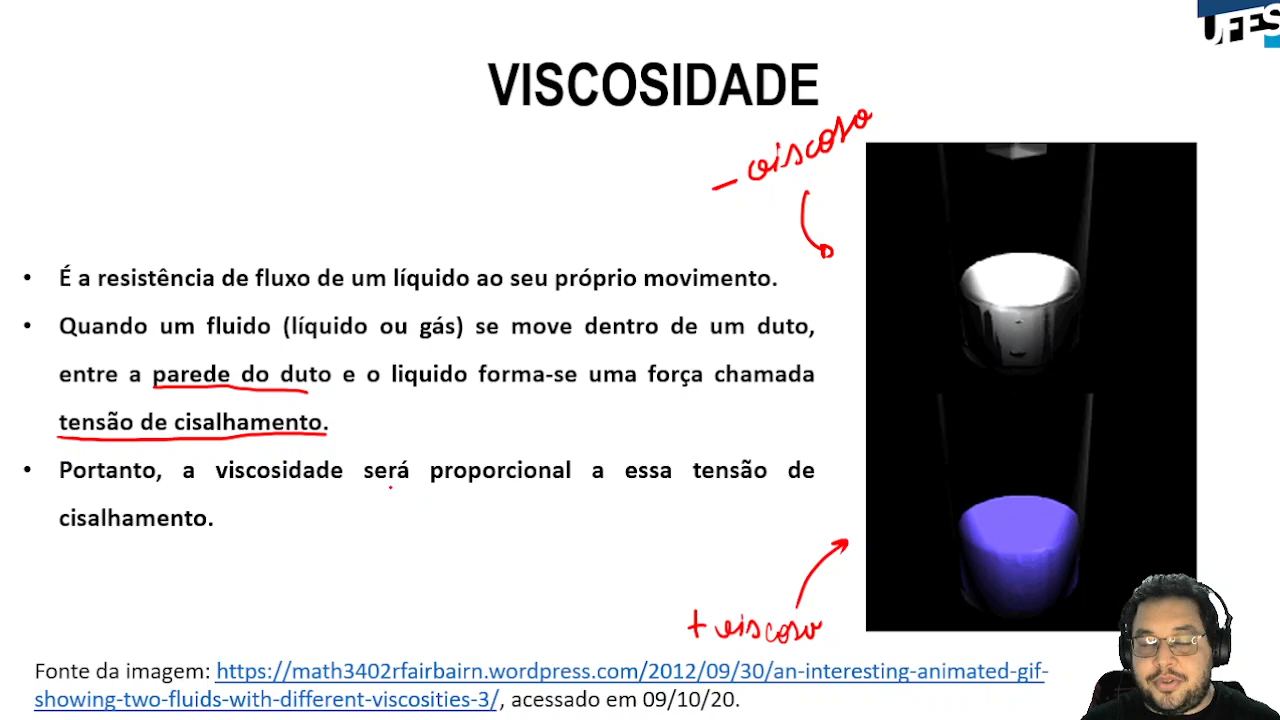 UFES
VISCOSIDADE
- viscoso
• É a resistência de fluxo de um líquido ao seu próprio movimento.
• Quando um fluido (líquido ou gás) se move dentro de um duto,
entre a parede do duto e o liquido forma-se uma força chamada
tensão de cisalhamento.
• Portanto, a viscosidade será proporcional a essa tensão de
cisalhamento.
+ viscoso
Fonte da imagem: https://math3402rfairbairn.wordpress.com/2012/09/30/an-interesting-animated-gif-
showing-two-fluids-with-different-viscosities-3/, acessado em 09/10/20.